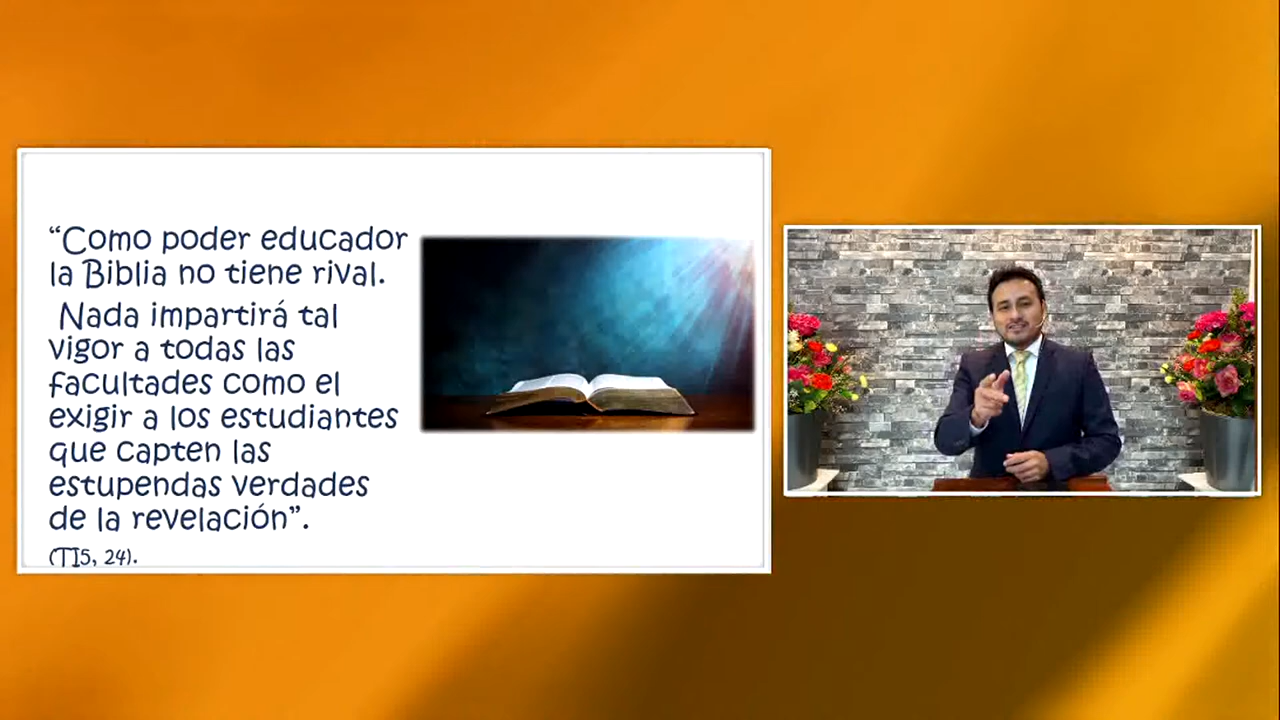 “Como poder educador
la Biblia no tiene rival.
Nada impartirá tal
vigor a todas las
facultades como el
exigir a los estudiantes
que capten las
estupendas verdades
de la revelación”.
(TI5, 24).